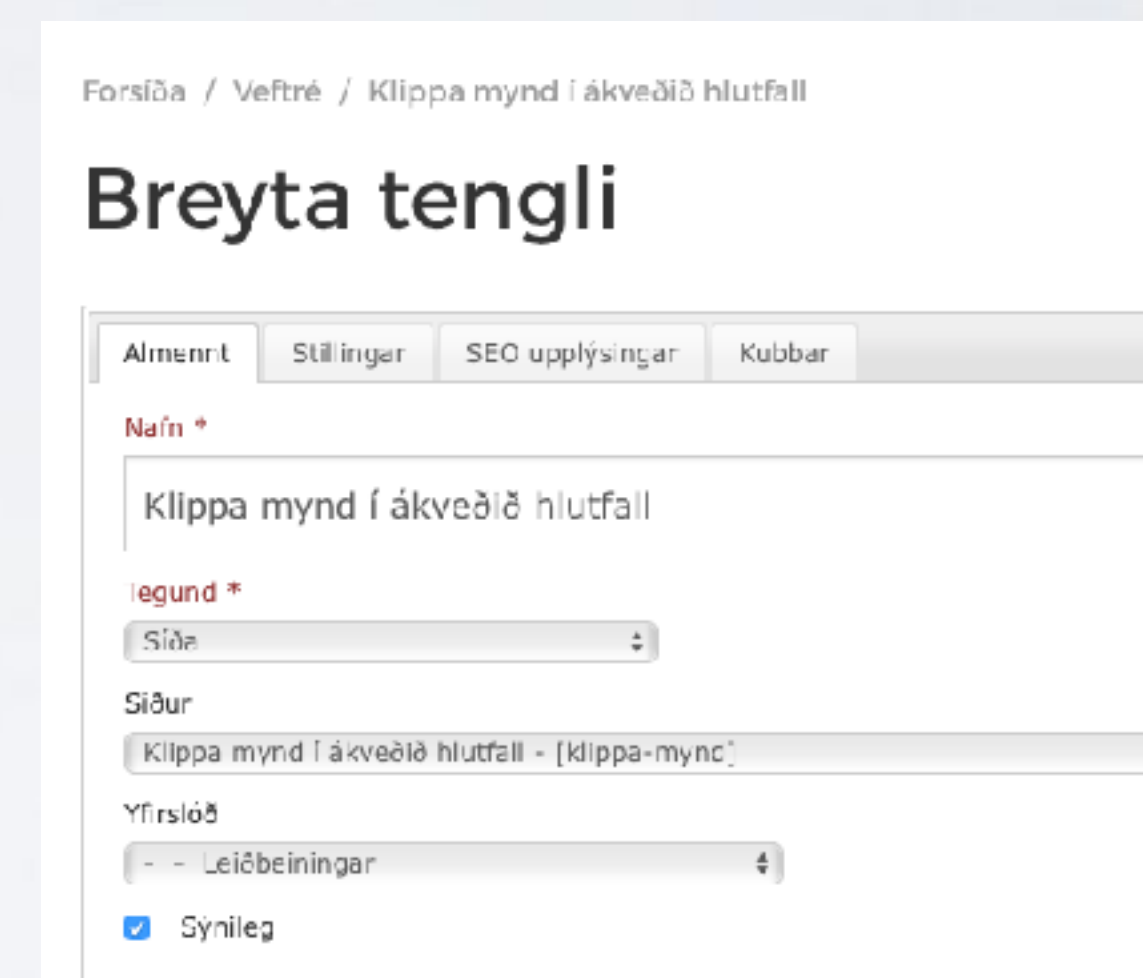 Forsíða / Veftré / Klippa mynd í ákveðið hlutfall
Breyta tengli
Almennt Stillingar SEO upplýsingar Kubbar
Nafn *
Klippa mynd í ákveðið hlutfall
Tegund *
Síða
Síður
Klippa mynd í ákveðið hlutfall - [klippa-mynd]
Yfirslóð
- - Leiðbeiningar
Sýnileg